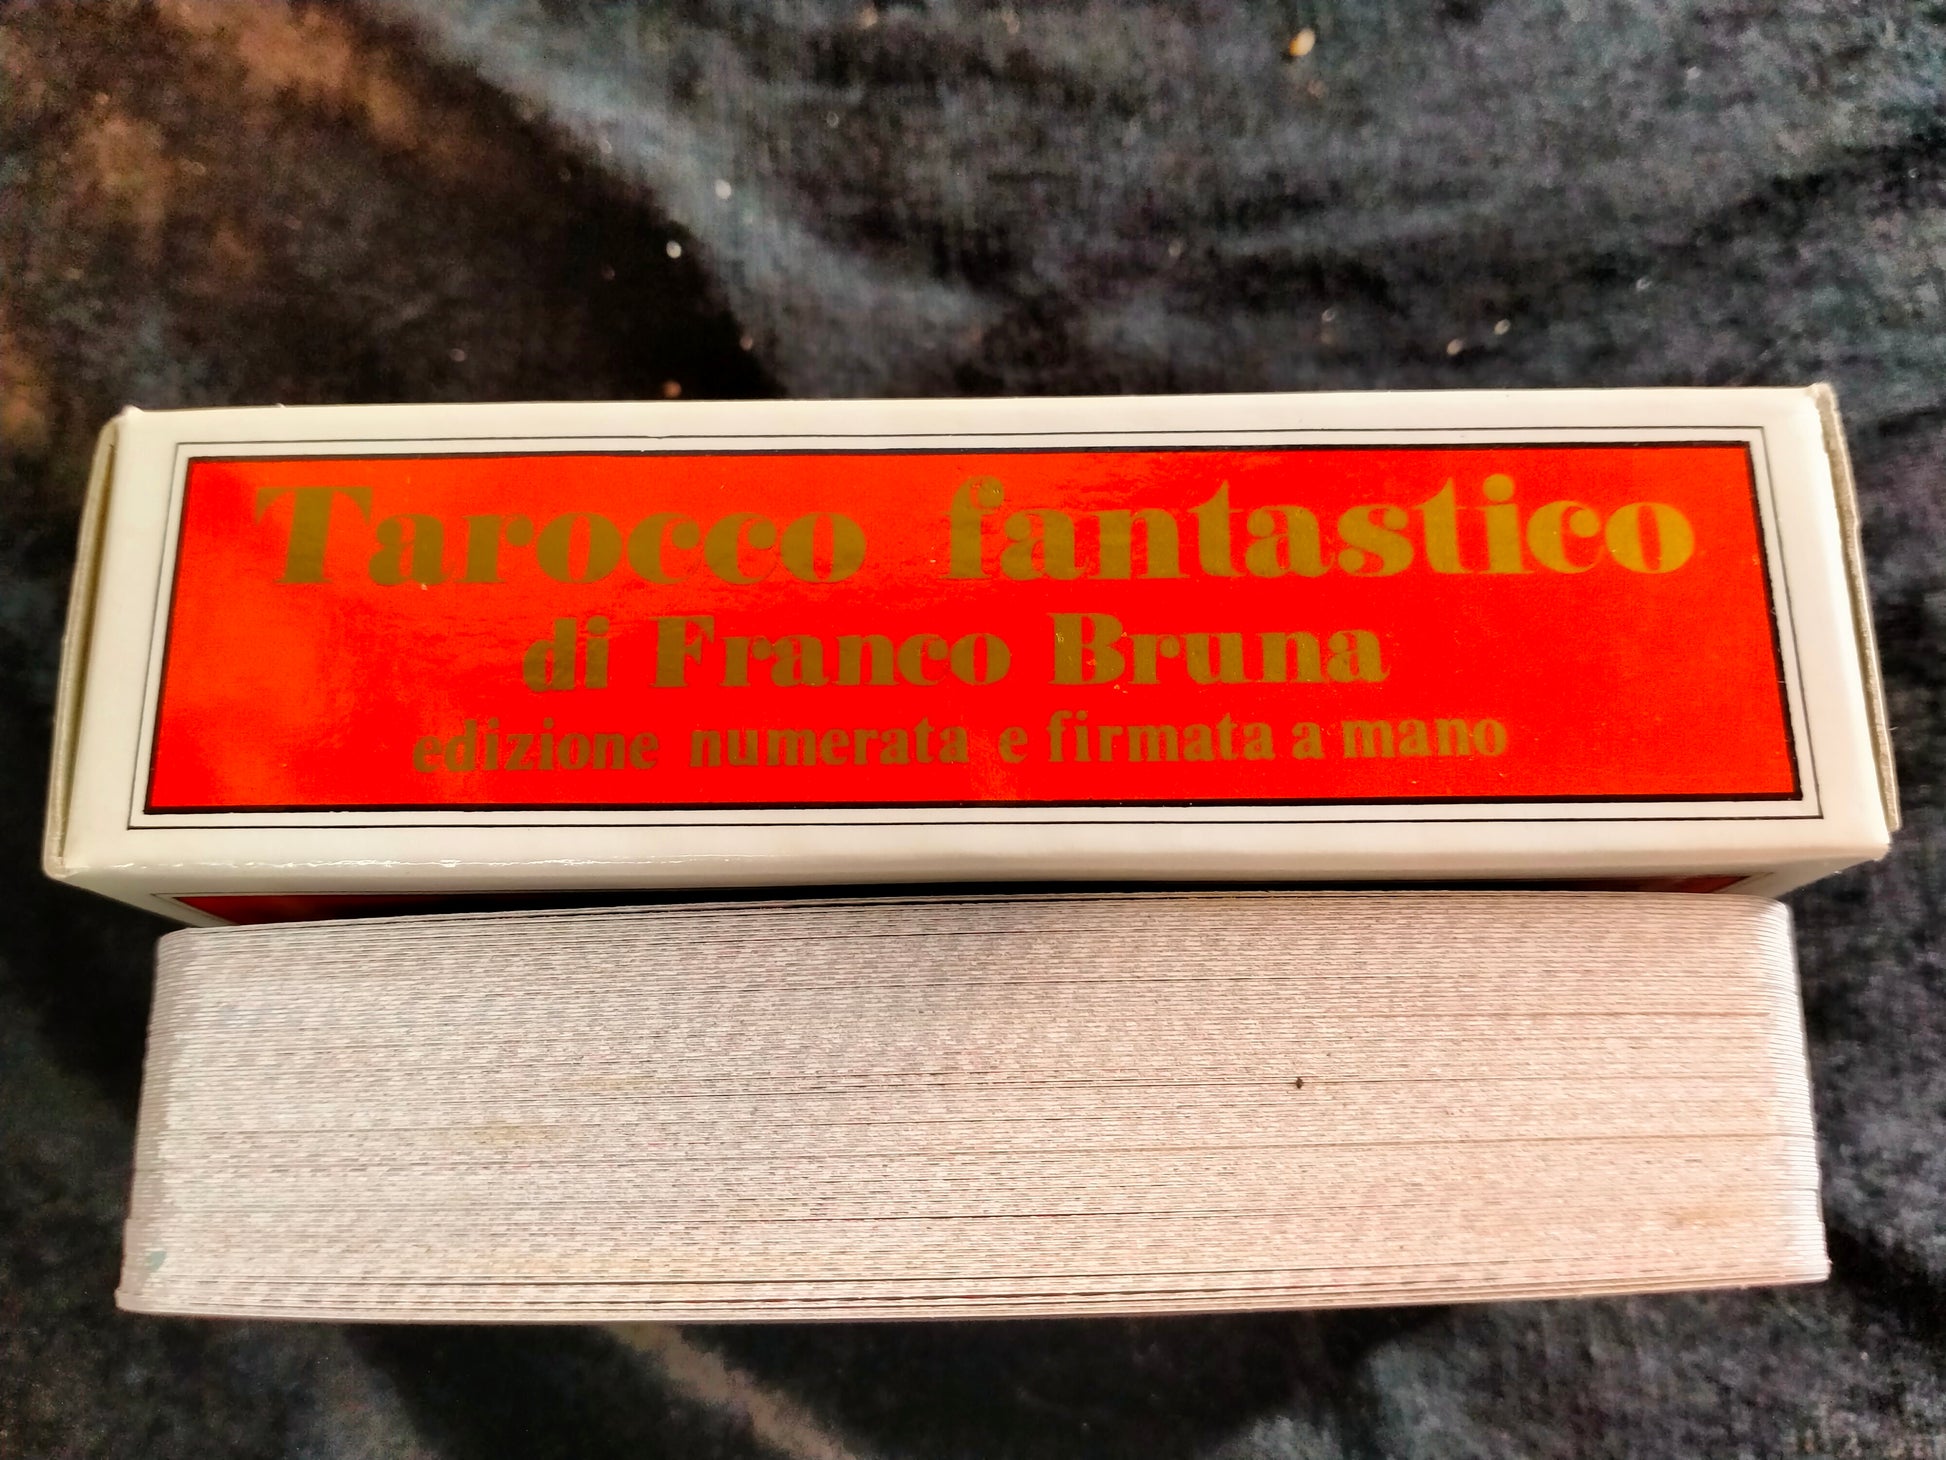 Tarocco fantastico
di Franco Bruna
edizione numerata e firmata a mano